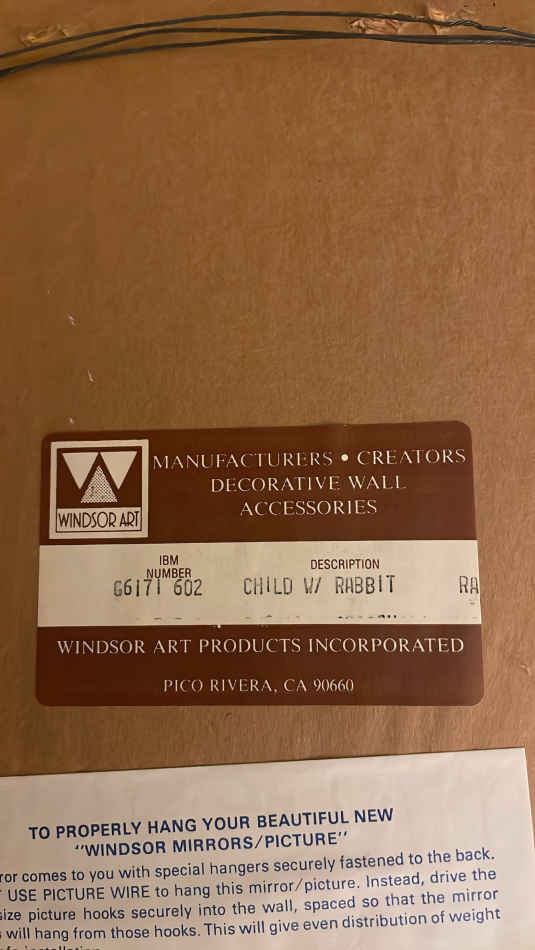 MANUFACTURERS • CREATORS
DECORATIVE WALL
ACCESSORIES
WINDSOR ART
IBM
NUMBER
DESCRIPTION
G6171 602 CHILD W/ RABBIT RA
WINDSOR ART PRODUCTS INCORPORATED
PICO RIVERA, CA 90660
TO PROPERLY HANG YOUR BEAUTIFUL NEW
"WINDSOR MIRRORS/PICTURE"
ror comes to you with special hangers securely fastened to the back.
USE PICTURE WIRE to hang this mirror/picture. Instead, drive the
size picture hooks securely into the wall, spaced so that the mirror
will hang from those hooks. This will give even distribution of weight